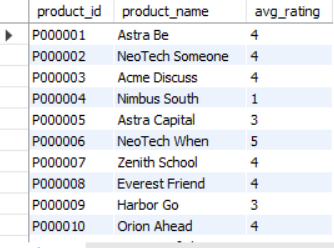 product_id product_name avg_rating
P000001 Astra Be 4
P000002 NeoTech Someone 4
P000003 Acme Discuss 4
P000004 Nimbus South 1
P000005 Astra Capital 3
P000006 NeoTech When 5
P000007 Zenith School 4
P000008 Everest Friend 4
P000009 Harbor Go 3
P000010 Orion Ahead 4